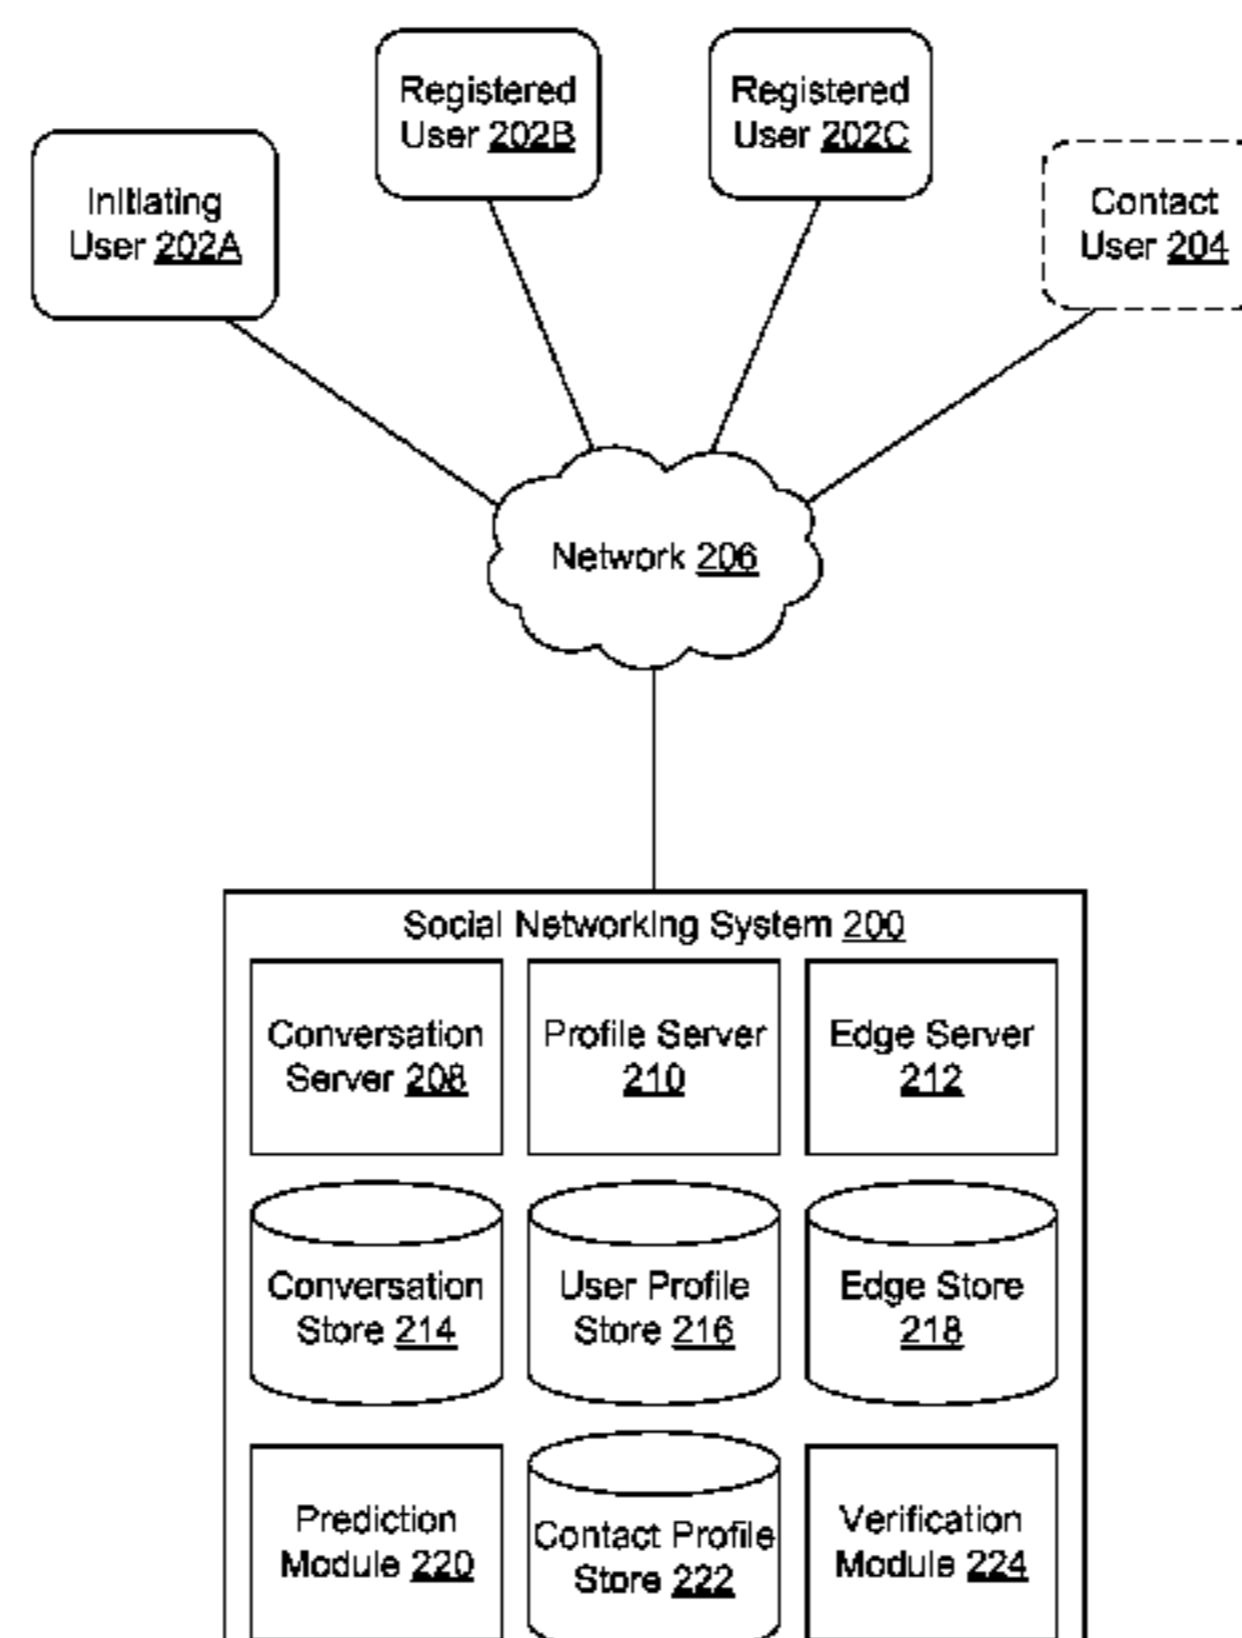 Registered
User 202B
Registered
User 202C
Initiating
User 202A
Contact
User 204
Network 206
Social Networking System 200
Conversation
Server 208
Profile Server
210
Edge Server
212
Conversation
Store 214
User Profile
Store 216
Edge Store
218
Prediction
Module 220
Contact Profile
Store 222
Verification
Module 224